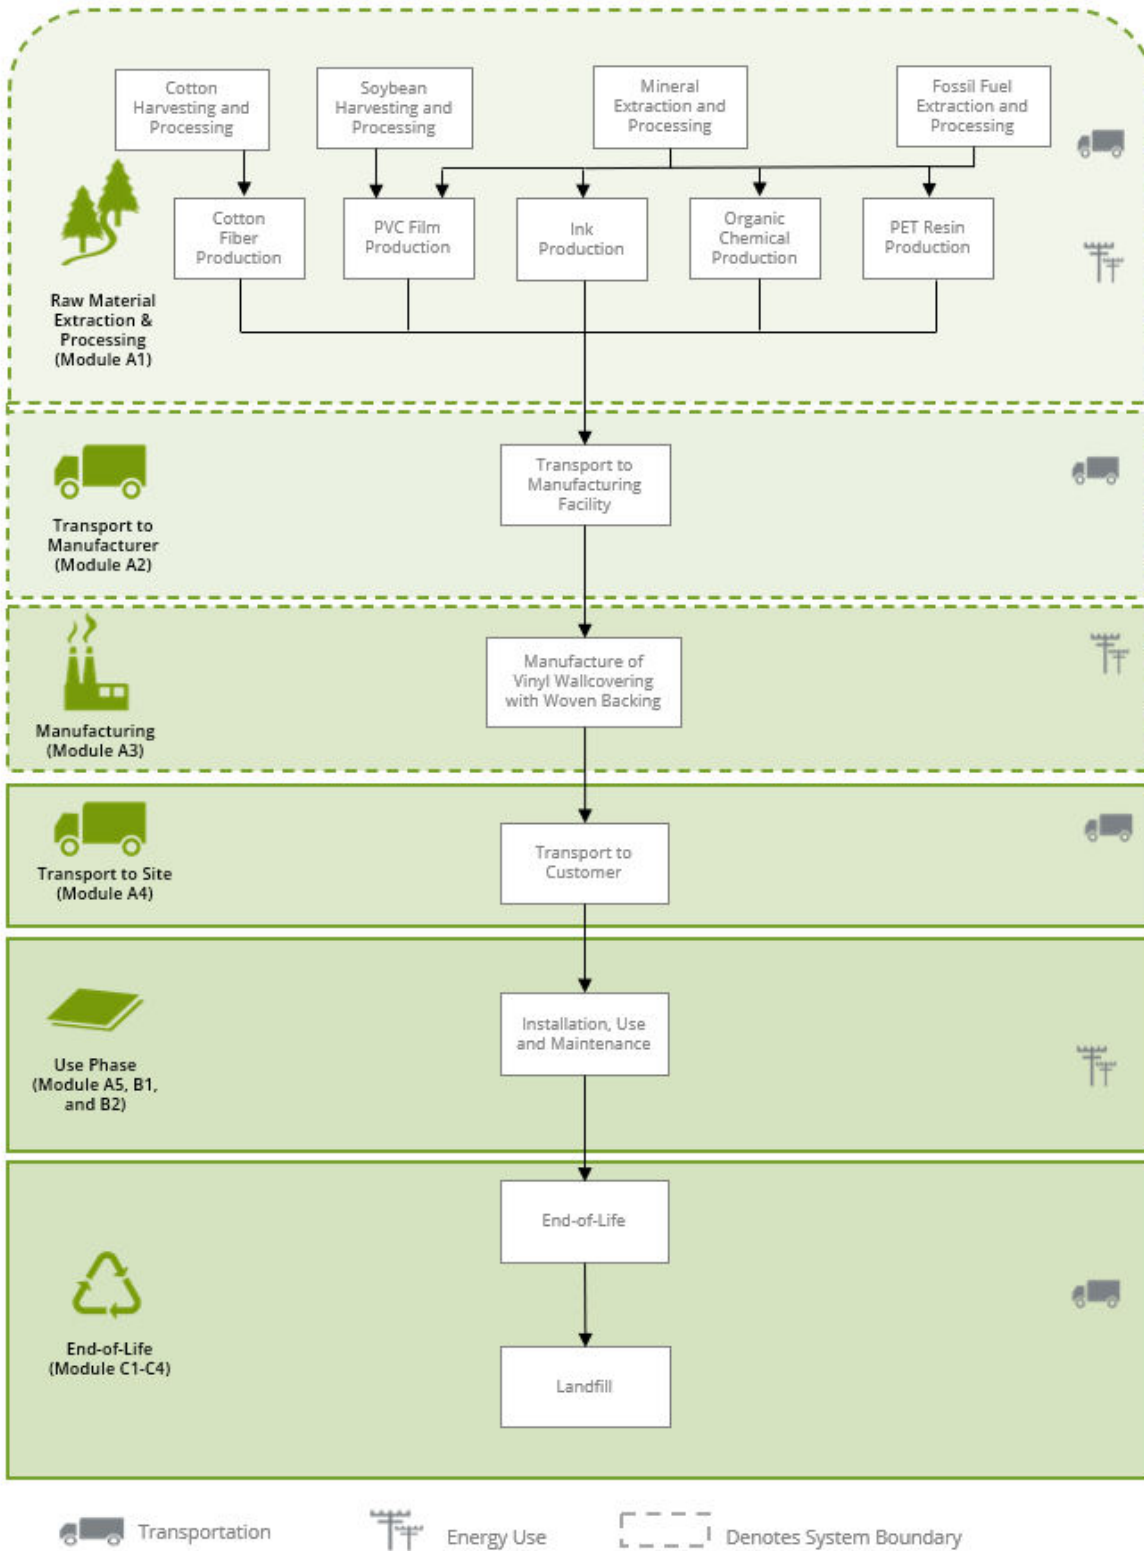 Cotton
Harvesting and
Processing
Soybean
Harvesting and
Processing
Mineral
Extraction and
Processing
Fossil Fuel
Extraction and
Processing
Cotton
Fiber
Production
PVC Film
Production
Ink
Production
Organic
Chemical
Production
PET Resin
Production
Raw Material
Extraction &
Processing
(Module A1)
Transport to
Manufacturing
Facility
Transport to
Manufacturer
(Module A2)
Manufacture of
Vinyl Wallcovering
with Woven Backing
Manufacturing
(Module A3)
Transport to
Customer
Transport to Site
(Module A4)
Installation, Use
and Maintenance
Use Phase
(Module A5, B1,
and B2)
End-of-Life
End-of-Life
(Module C1-C4)
Landfill
Transportation
Energy Use
Denotes System Boundary